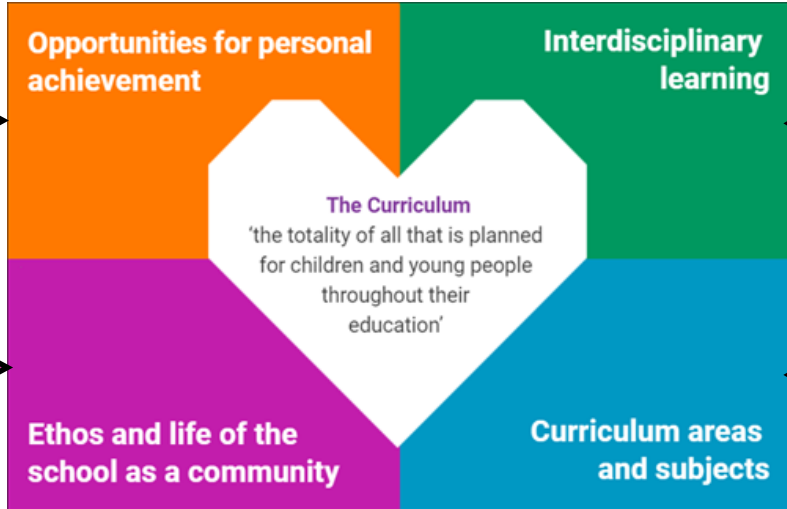 Opportunities for personal
achievement
Interdisciplinary
learning
The Curriculum
‘the totality of all that is planned
for children and young people
throughout their
education’
Ethos and life of the
school as a community
Curriculum areas
and subjects